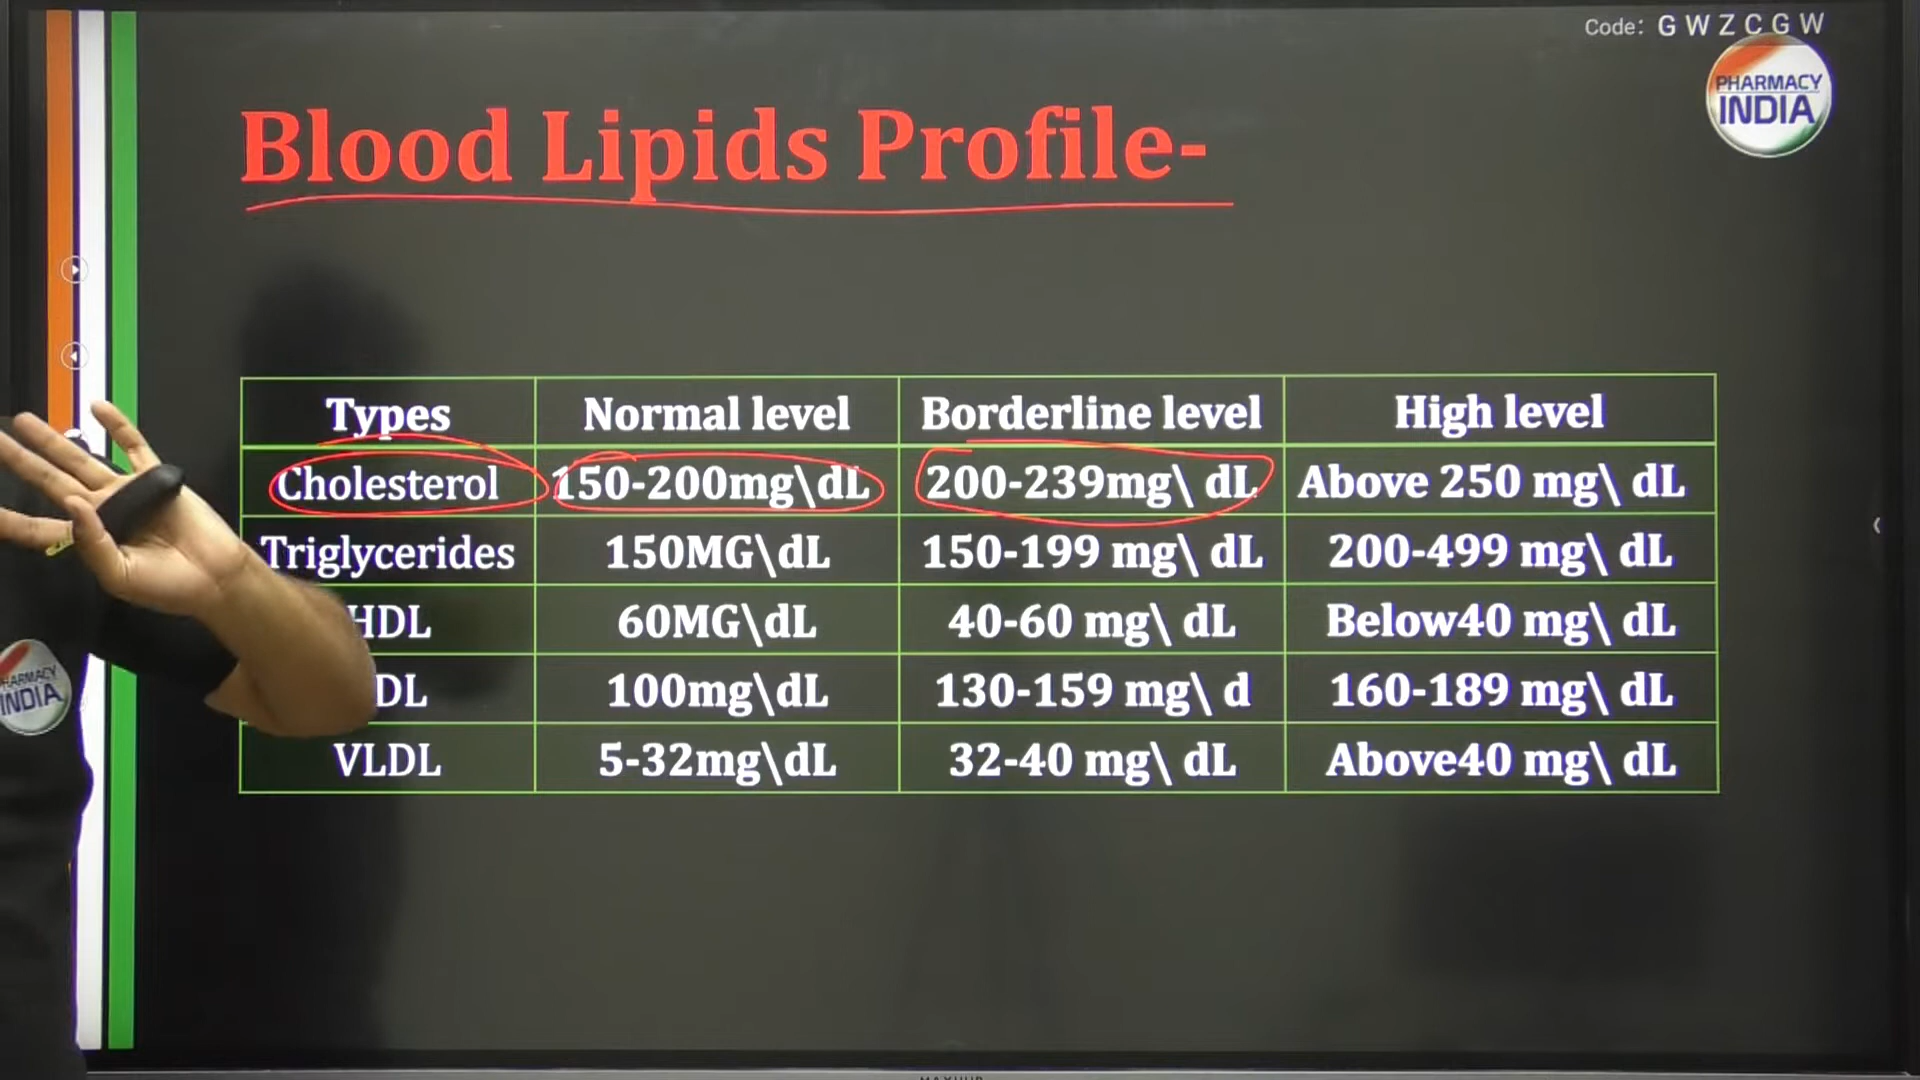 Code: G W Z C G W
PHARMACY
INDIA
Blood Lipids Profile-
Types Normal level Borderline level High level
Cholesterol 150-200mg\dL 200-239mg\ dL Above 250 mg\ dL
Triglycerides 150MG\dL 150-199 mg\ dL 200-499 mg\ dL
HDL 60MG\dL 40-60 mg\ dL Below40 mg\ dL
DL 100mg\dL 130-159 mg\ d 160-189 mg\ dL
VLDL 5-32mg\dL 32-40 mg\ dL Above40 mg\ dL
PHARMACY
INDIA